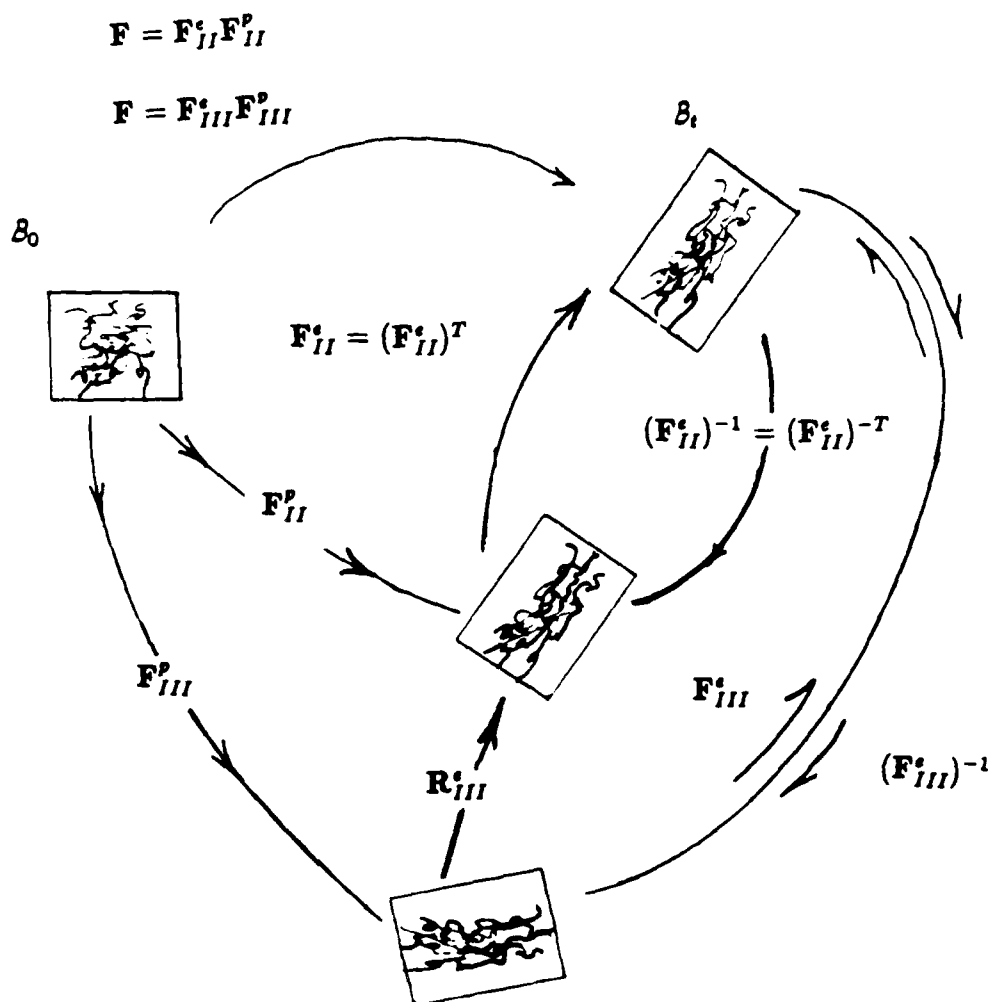 F = F^e_{II}F^p_{II}
F = F^e_{III}F^p_{III}
B_t
B_0
F^e_{II} = (F^e_{II})^T
(F^e_{II})^{-1} = (F^e_{II})^{-T}
F^p_{II}
F^p_{III}
F^e_{III}
R^e_{III}
(F^e_{III})^{-1}